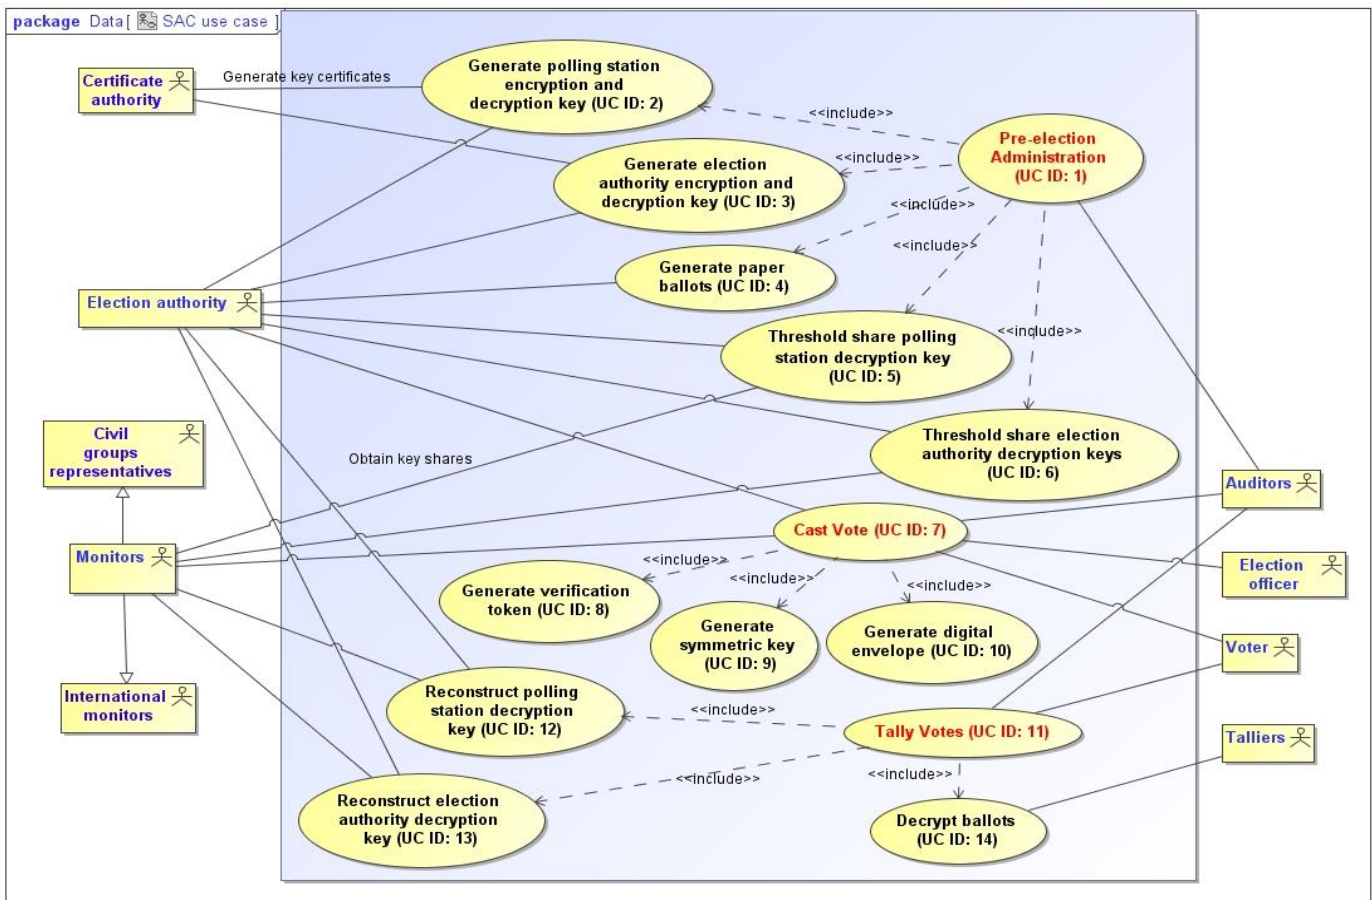 package Data [ SAC use case ]
Certificate
authority
Generate key certificates
Generate polling station
encryption and
decryption key (UC ID: 2)
<<include>>
Pre-election
Administration
(UC ID: 1)
Generate election
authority encryption and
decryption key (UC ID: 3)
<<include>>
<<include>>
<<include>>
Generate paper
ballots (UC ID: 4)
Election authority
Threshold share polling
station decryption key
(UC ID: 5)
<<include>>
Civil
groups
representatives
Obtain key shares
Threshold share election
authority decryption keys
(UC ID: 6)
Auditors
Cast Vote (UC ID: 7)
Monitors
<<include>>
<<include>>
<<include>>
Election
officer
Generate verification
token (UC ID: 8)
Generate
symmetric key
(UC ID: 9)
Generate digital
envelope (UC ID: 10)
Voter
International
monitors
Reconstruct polling
station decryption
key (UC ID: 12)
<<include>>
Tally Votes (UC ID: 11)
Talliers
<<include>>
<<include>>
Reconstruct election
authority decryption
key (UC ID: 13)
Decrypt ballots
(UC ID: 14)